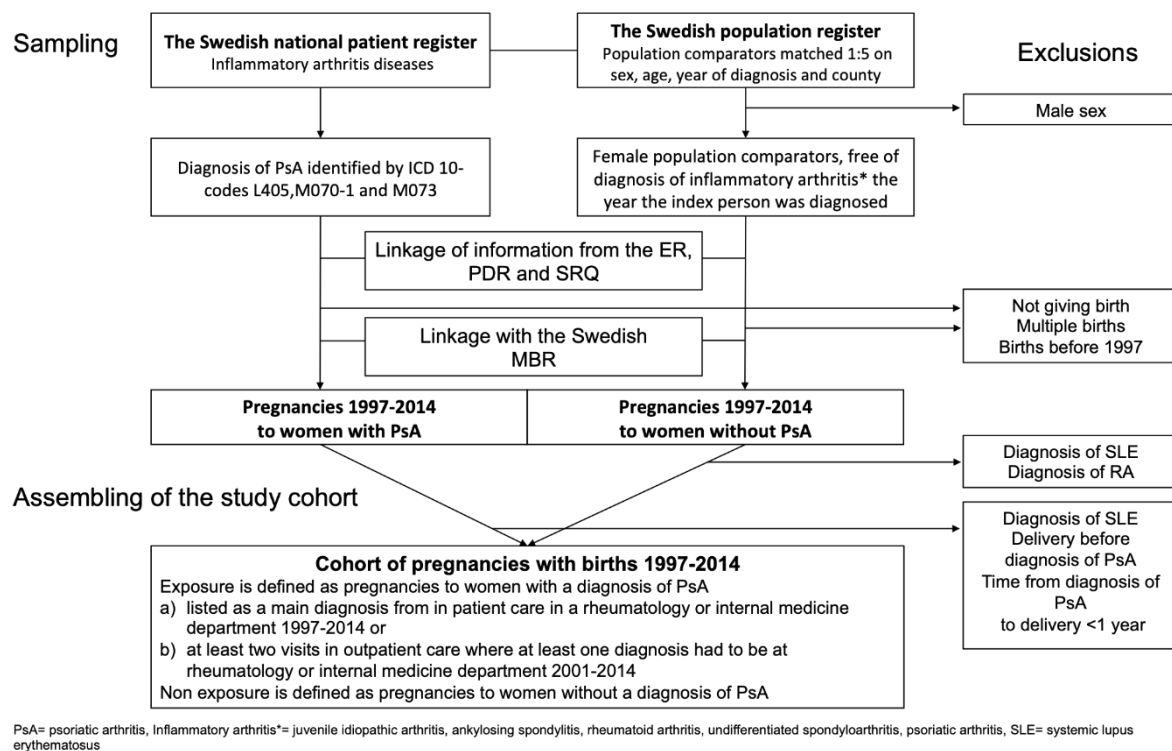 Sampling
The Swedish national patient register
Inflammatory arthritis diseases
The Swedish population register
Population comparators matched 1:5 on
sex, age, year of diagnosis and county
Exclusions
Male sex
Diagnosis of PsA identified by ICD 10-
codes L405,M070-1 and M073
Female population comparators, free of
diagnosis of inflammatory arthritis* the
year the index person was diagnosed
Linkage of information from the ER,
PDR and SRQ
Not giving birth
Multiple births
Births before 1997
Linkage with the Swedish
MBR
Pregnancies 1997-2014
to women with PsA
Pregnancies 1997-2014
to women without PsA
Diagnosis of SLE
Diagnosis of RA
Assembling of the study cohort
Diagnosis of SLE
Delivery before
diagnosis of PsA
Time from diagnosis of
PsA
to delivery <1 year
Cohort of pregnancies with births 1997-2014
Exposure is defined as pregnancies to women with a diagnosis of PsA
a) listed as a main diagnosis from in patient care in a rheumatology or internal medicine
department 1997-2014 or
b) at least two visits in outpatient care where at least one diagnosis had to be at
rheumatology or internal medicine department 2001-2014
Non exposure is defined as pregnancies to women without a diagnosis of PsA
PsA= psoriatic arthritis, Inflammatory arthritis*= juvenile idiopathic arthritis, ankylosing spondylitis, rheumatoid arthritis, undifferentiated spondyloarthritis, psoriatic arthritis, SLE= systemic lupus
erythematosus